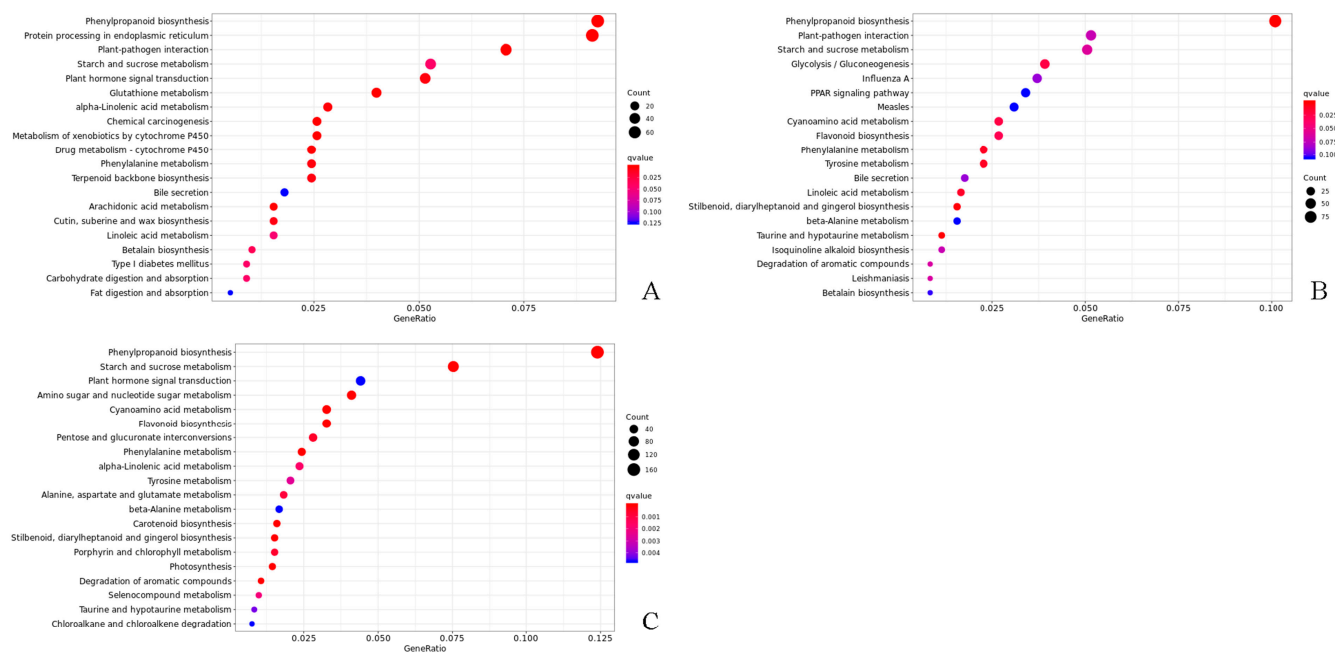 Phenylpropanoid biosynthesis
Protein processing in endoplasmic reticulum
Plant-pathogen interaction
Starch and sucrose metabolism
Plant hormone signal transduction
Glutathione metabolism
alpha-Linolenic acid metabolism
Chemical carcinogenesis
Metabolism of xenobiotics by cytochrome P450
Drug metabolism - cytochrome P450
Phenylalanine metabolism
Terpenoid backbone biosynthesis
Bile secretion
Arachidonic acid metabolism
Cutin, suberine and wax biosynthesis
Linoleic acid metabolism
Betalain biosynthesis
Type I diabetes mellitus
Carbohydrate digestion and absorption
Fat digestion and absorption
0.025 0.050 0.075
GeneRatio
Count
20
40
60
qvalue
0.025
0.050
0.075
0.100
0.125
A
Phenylpropanoid biosynthesis
Plant-pathogen interaction
Starch and sucrose metabolism
Glycolysis / Gluconeogenesis
Influenza A
PPAR signaling pathway
Measles
Cyanoamino acid metabolism
Flavonoid biosynthesis
Phenylalanine metabolism
Tyrosine metabolism
Bile secretion
Linoleic acid metabolism
Stilbenoid, diarylheptanoid and gingerol biosynthesis
beta-Alanine metabolism
Taurine and hypotaurine metabolism
Isoquinoline alkaloid biosynthesis
Degradation of aromatic compounds
Leishmaniasis
Betalain biosynthesis
0.025 0.050 0.075 0.100
GeneRatio
qvalue
0.025
0.050
0.075
0.100
Count
25
50
75
B
Phenylpropanoid biosynthesis
Starch and sucrose metabolism
Plant hormone signal transduction
Amino sugar and nucleotide sugar metabolism
Cyanoamino acid metabolism
Flavonoid biosynthesis
Pentose and glucuronate interconversions
Phenylalanine metabolism
alpha-Linolenic acid metabolism
Tyrosine metabolism
Alanine, aspartate and glutamate metabolism
beta-Alanine metabolism
Carotenoid biosynthesis
Stilbenoid, diarylheptanoid and gingerol biosynthesis
Porphyrin and chlorophyll metabolism
Photosynthesis
Degradation of aromatic compounds
Selenocompound metabolism
Taurine and hypotaurine metabolism
Chloroalkane and chloroalkene degradation
0.025 0.050 0.075 0.100 0.125
GeneRatio
Count
40
80
120
160
qvalue
0.001
0.002
0.003
0.004
C